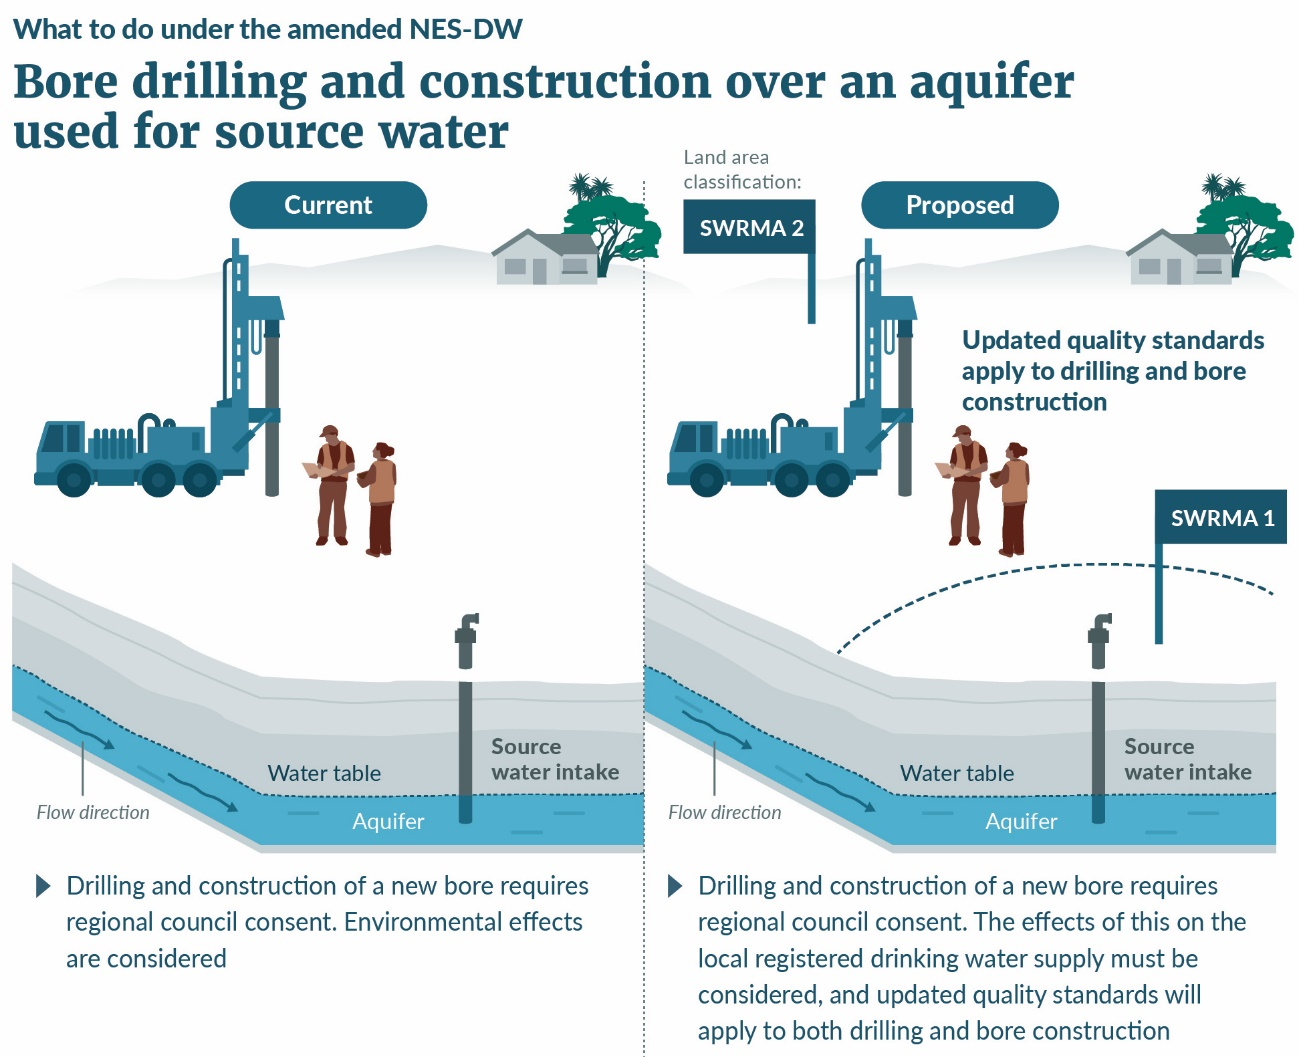 What to do under the amended NES-DW
Bore drilling and construction over an aquifer
used for source water
Current
Water table
Source
water intake
Flow direction
Aquifer
Drilling and construction of a new bore requires
regional council consent. Environmental effects
are considered
Land area
classification:
SWRMA 2
Proposed
Updated quality standards
apply to drilling and bore
construction
SWRMA 1
Water table
Source
water intake
Flow direction
Aquifer
Drilling and construction of a new bore requires
regional council consent. The effects of this on the
local registered drinking water supply must be
considered, and updated quality standards will
apply to both drilling and bore construction